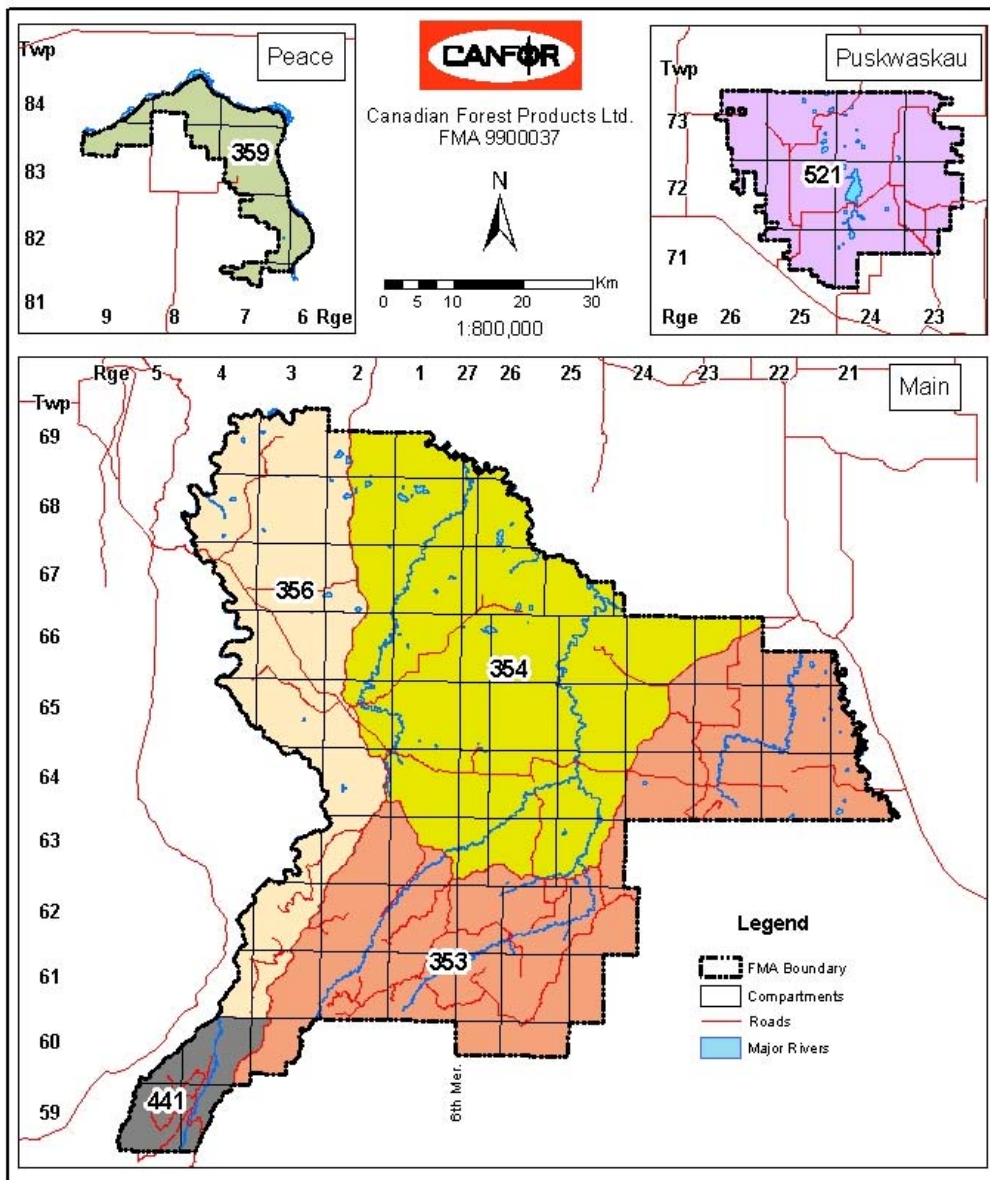 Twp
Peace
84
83
82
81
359
9 8 7 6 Rge
CANFOR
Canadian Forest Products Ltd.
FMA 9900037
N
0 2 5 10 20 30 Km
1:800,000
Puskwaskau
Twp
73
72
71
521
Rge 26 25 24 23
Rge 5 4 3 2 1 27 26 25 24 23 22 21
Main
Twp
69
68
67
66
65
64
63
62
61
60
59
356
354
353
441
6th Mer.
Legend
FMA Boundary
Compartments
Roads
Major Rivers